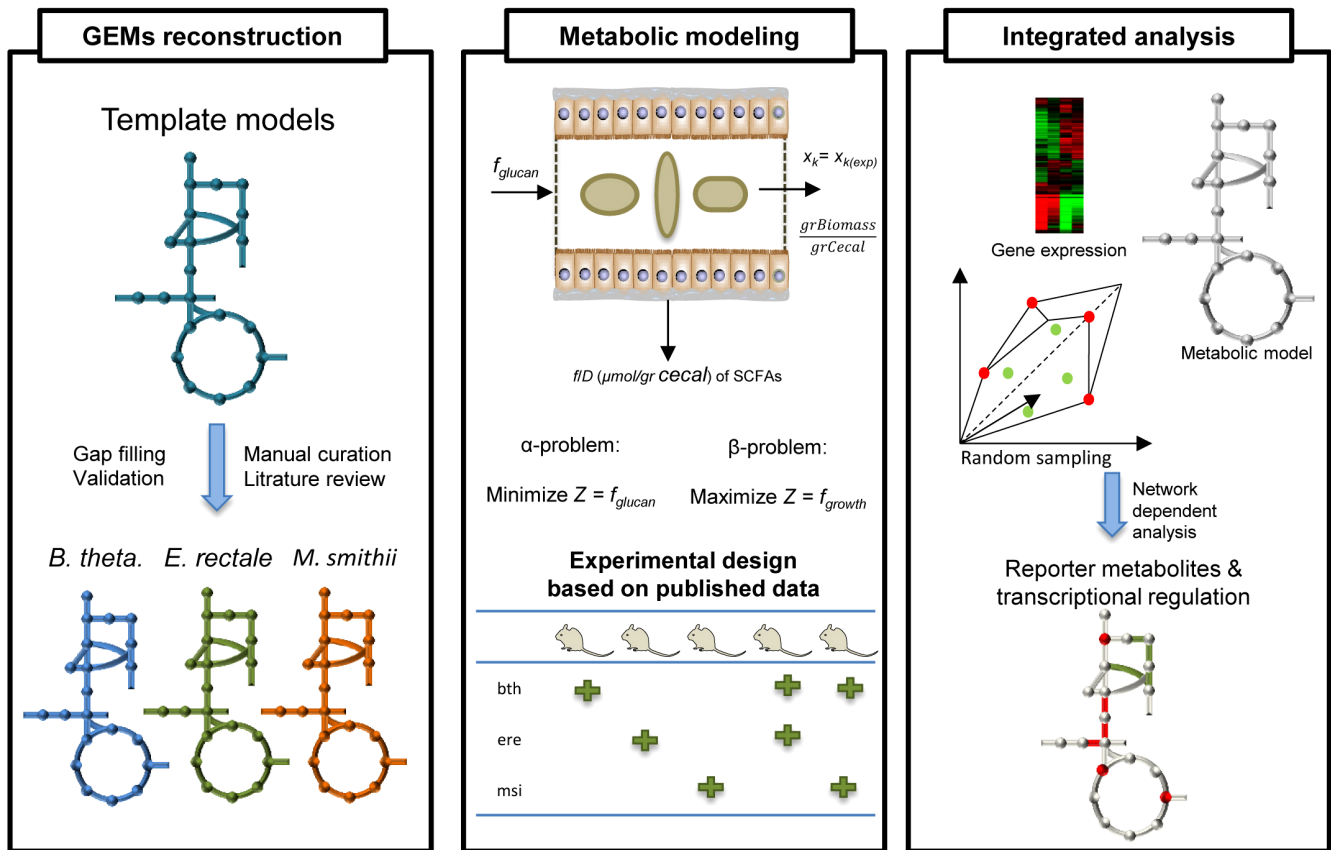 GEMs reconstruction
Template models
Gap filling
Validation
Manual curation
Litrature review
B. theta.
E. rectale
M. smithii
Metabolic modeling
f_glucan
x_k = x_k(exp)
grBiomass
grCecal
f/D (μmol/gr cecal) of SCFAs
α-problem:
β-problem:
Minimize Z = f_glucan
Maximize Z = f_growth
Experimental design
based on published data
bth
ere
msi
Integrated analysis
Gene expression
Metabolic model
Random sampling
Network
dependent
analysis
Reporter metabolites &
transcriptional regulation